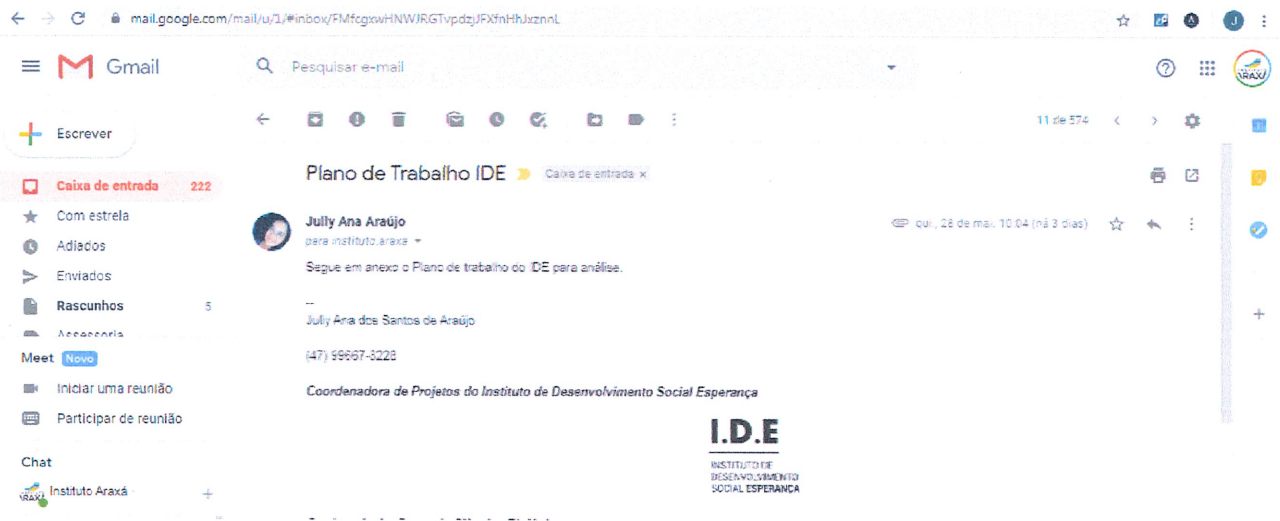 mail.google.com/mail/u/1/#inbox/
J
Gmail
Pesquisar e-mail
ARAXÁ
Escrever
11 de 574
Plano de Trabalho IDE
Caixa de entrada x
Caixa de entrada 222
Com estrela
Adiados
Enviados
Rascunhos 5
Assessoria
Jully Ana Araújo
qui., 28 de mai. 10:04 (há 3 dias)
para instituto.araxa
Segue em anexo o Plano de trabalho do IDE para análise.
--
Jully Ana dos Santos de Araújo
(47) 99667-8228
Coordenadora de Projetos do Instituto de Desenvolvimento Social Esperança
I.D.E
INSTITUTO DE
DESENVOLVIMENTO
SOCIAL ESPERANÇA
Meet Novo
Iniciar uma reunião
Participar de reunião
Chat
Instituto Araxá